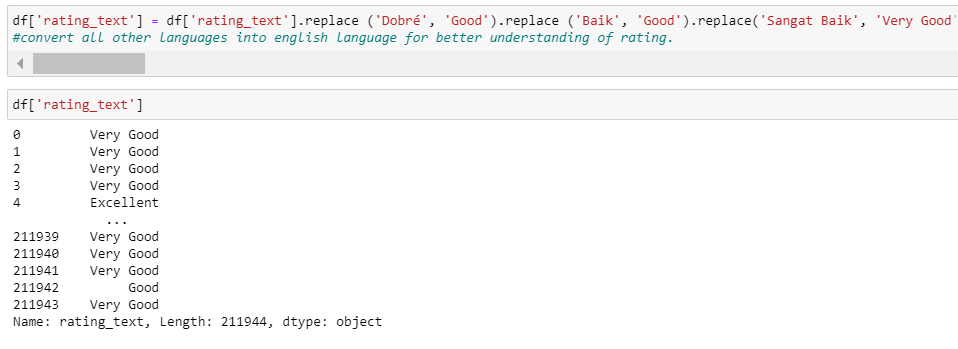 df['rating_text'] = df['rating_text'].replace ('Dobré', 'Good').replace ('Baik', 'Good').replace('Sangat Baik', 'Very Good'
#convert all other languages into english language for better understanding of rating.
df['rating_text']
0         Very Good
1         Very Good
2         Very Good
3         Very Good
4         Excellent
            ...
211939    Very Good
211940    Very Good
211941    Very Good
211942         Good
211943    Very Good
Name: rating_text, Length: 211944, dtype: object